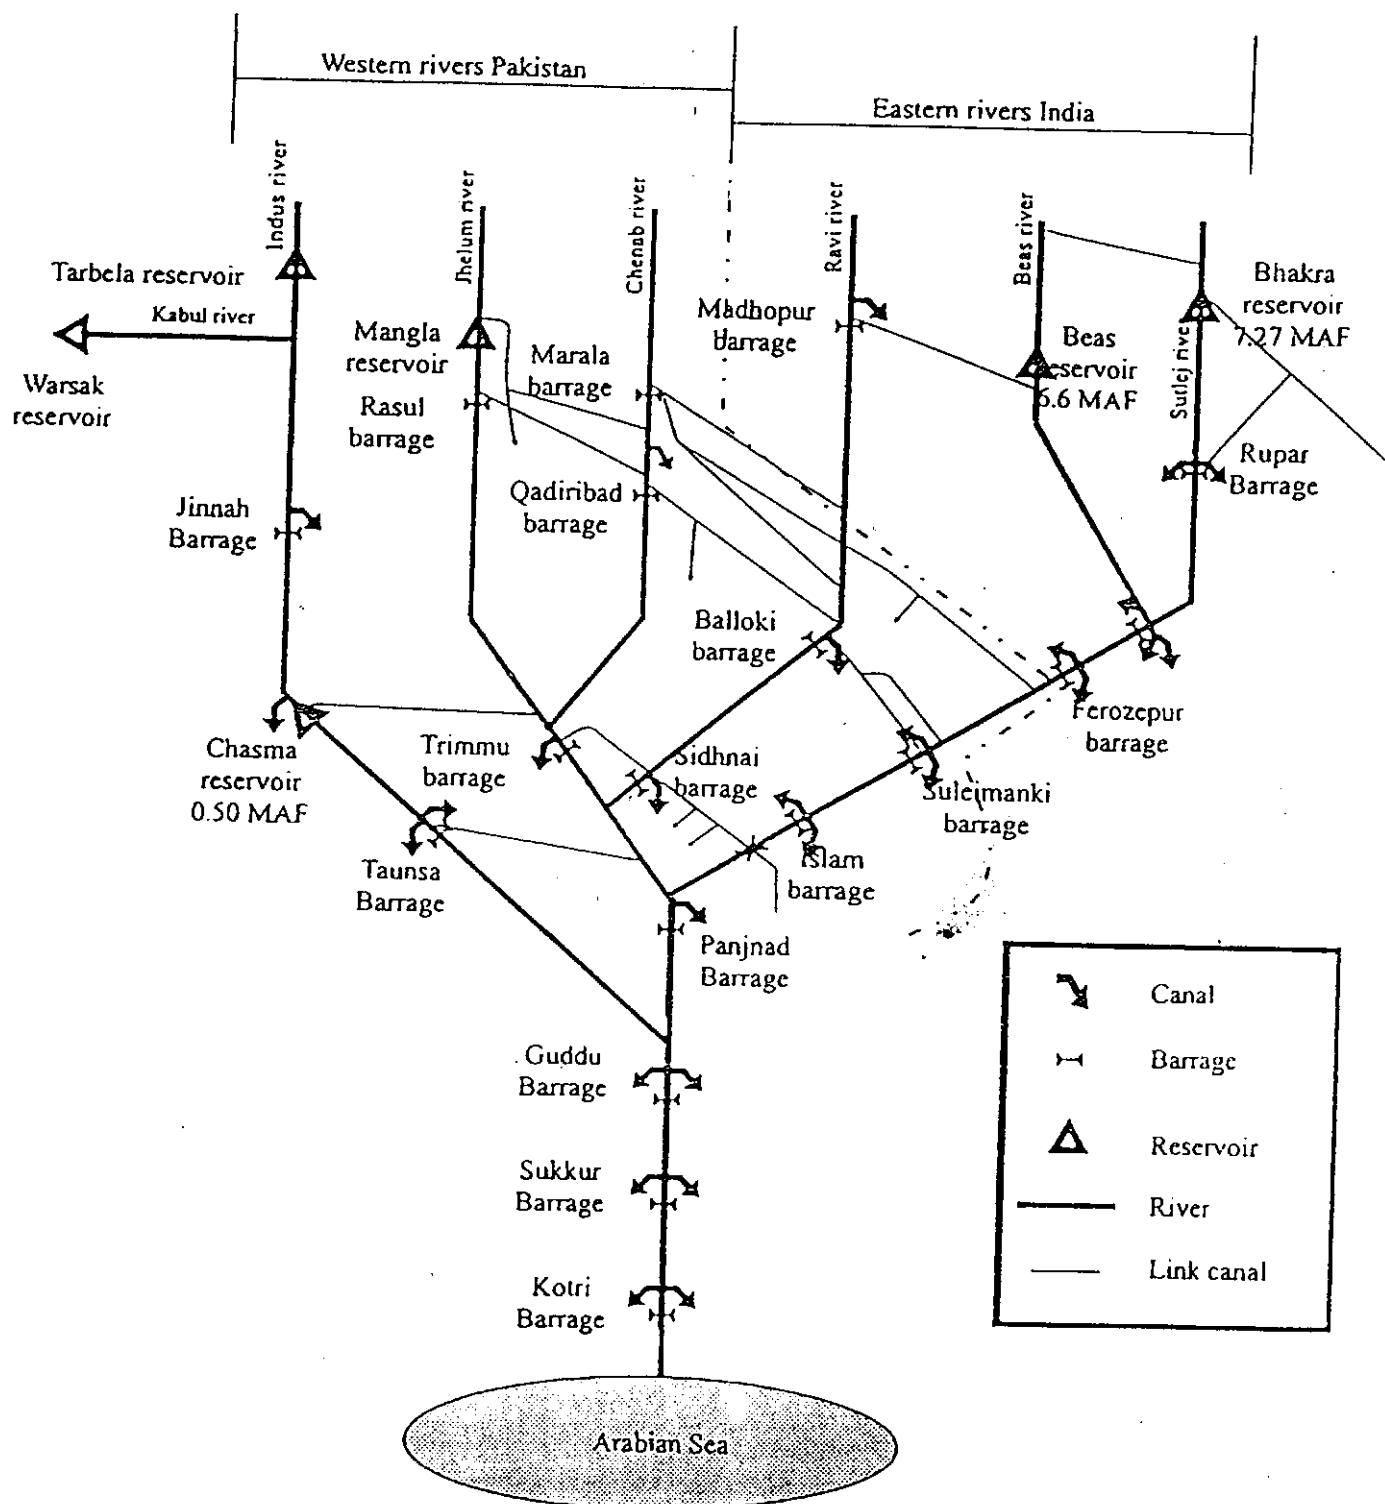 Western rivers Pakistan
Eastern rivers India
Indus river
Jhelum river
Chenab river
Ravi river
Beas river
Sutlej river
Tarbela reservoir
Kabul river
Warsak
reservoir
Mangla
reservoir
Rasul
barrage
Marala
barrage
Madhopur
barrage
Beas
reservoir
6.6 MAF
Bhakra
reservoir
7.27 MAF
Rupar
Barrage
Jinnah
Barrage
Qadiribad
barrage
Balloki
barrage
Ferozepur
barrage
Chasma
reservoir
0.50 MAF
Trimmu
barrage
Sidhnai
barrage
Suleimanki
barrage
Taunsa
Barrage
Islam
barrage
Panjnad
Barrage
Guddu
Barrage
Sukkur
Barrage
Kotri
Barrage
Arabian Sea
Canal
Barrage
Reservoir
River
Link canal